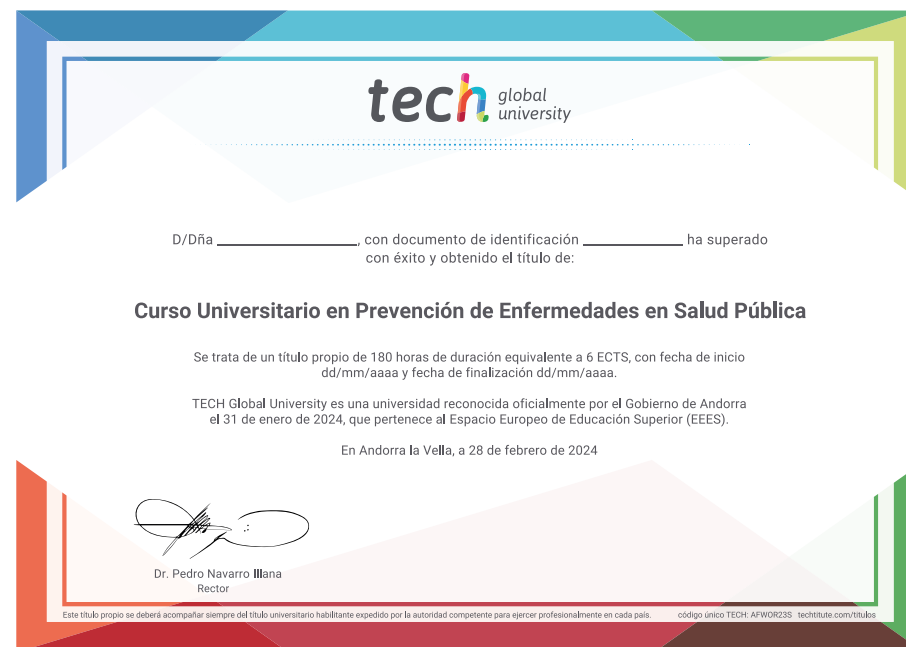 tech global university
D/Dña ________________, con documento de identificación ____________ ha superado
con éxito y obtenido el título de:
Curso Universitario en Prevención de Enfermedades en Salud Pública
Se trata de un título propio de 180 horas de duración equivalente a 6 ECTS, con fecha de inicio
dd/mm/aaaa y fecha de finalización dd/mm/aaaa.
TECH Global University es una universidad reconocida oficialmente por el Gobierno de Andorra
el 31 de enero de 2024, que pertenece al Espacio Europeo de Educación Superior (EEES).
En Andorra la Vella, a 28 de febrero de 2024
Dr. Pedro Navarro Illana
Rector
Este título propio se deberá acompañar siempre del título universitario habilitante expedido por la autoridad competente para ejercer profesionalmente en cada país. código único TECH: AFWOR23S techtitute.com/titulos